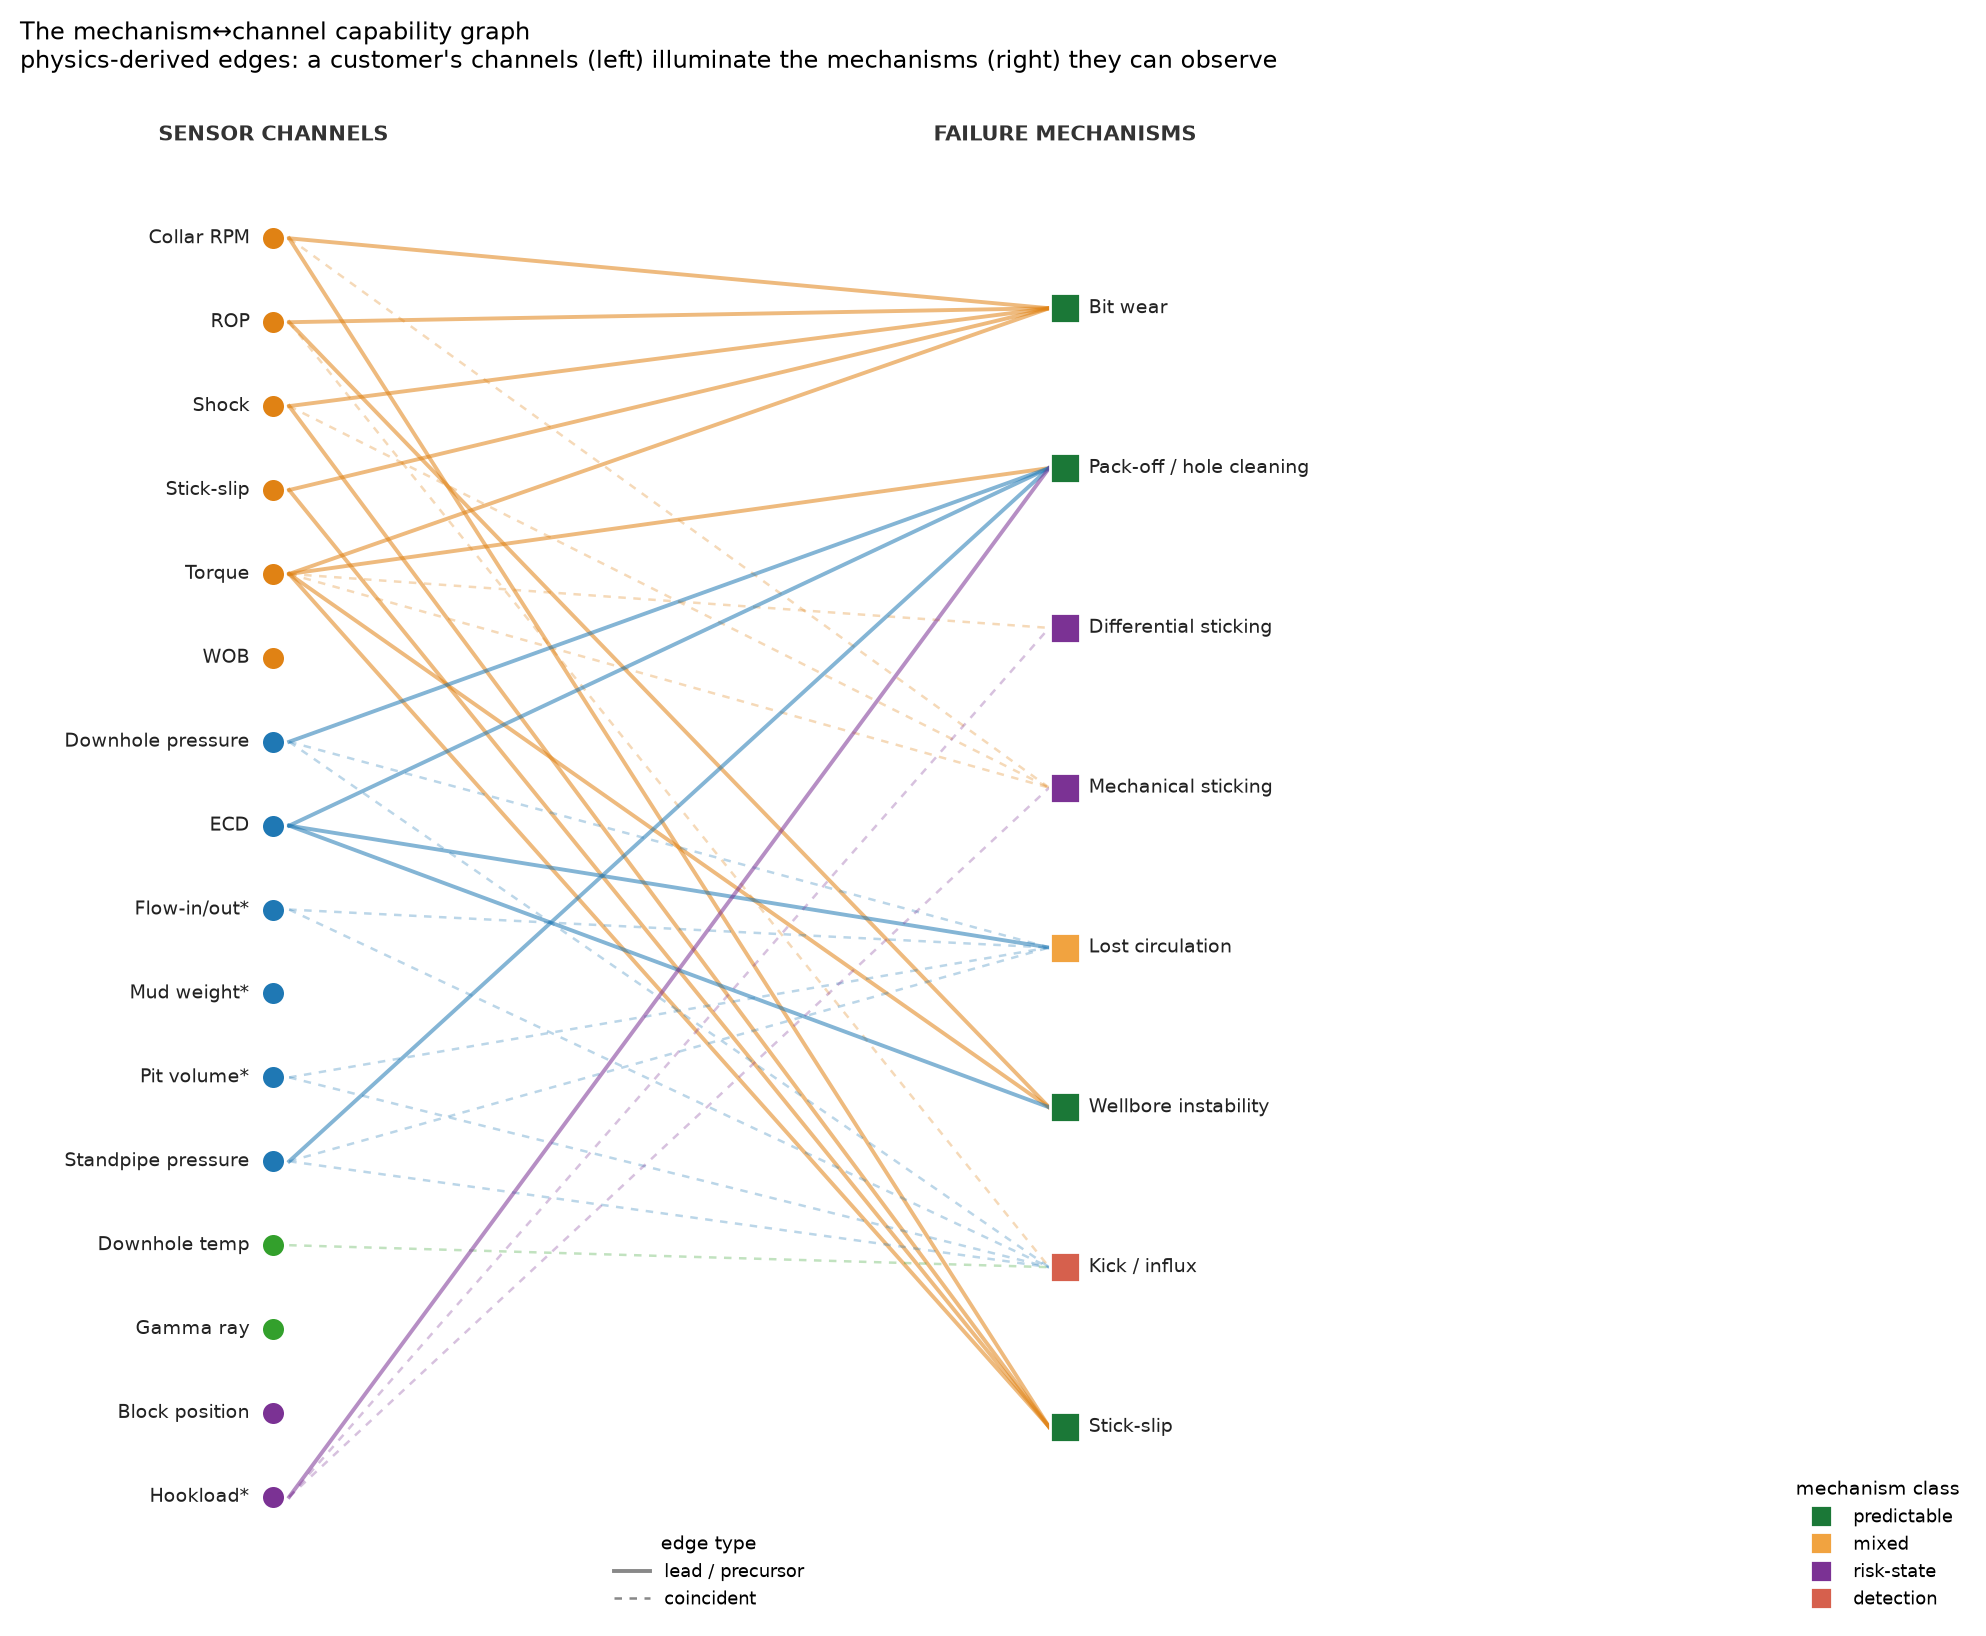 The mechanism↔channel capability graph
physics-derived edges: a customer's channels (left) illuminate the mechanisms (right) they can observe
SENSOR CHANNELS
FAILURE MECHANISMS
Collar RPM
ROP
Shock
Stick-slip
Torque
WOB
Downhole pressure
ECD
Flow-in/out*
Mud weight*
Pit volume*
Standpipe pressure
Downhole temp
Gamma ray
Block position
Hookload*
Bit wear
Pack-off / hole cleaning
Differential sticking
Mechanical sticking
Lost circulation
Wellbore instability
Kick / influx
Stick-slip
edge type
lead / precursor
coincident
mechanism class
predictable
mixed
risk-state
detection